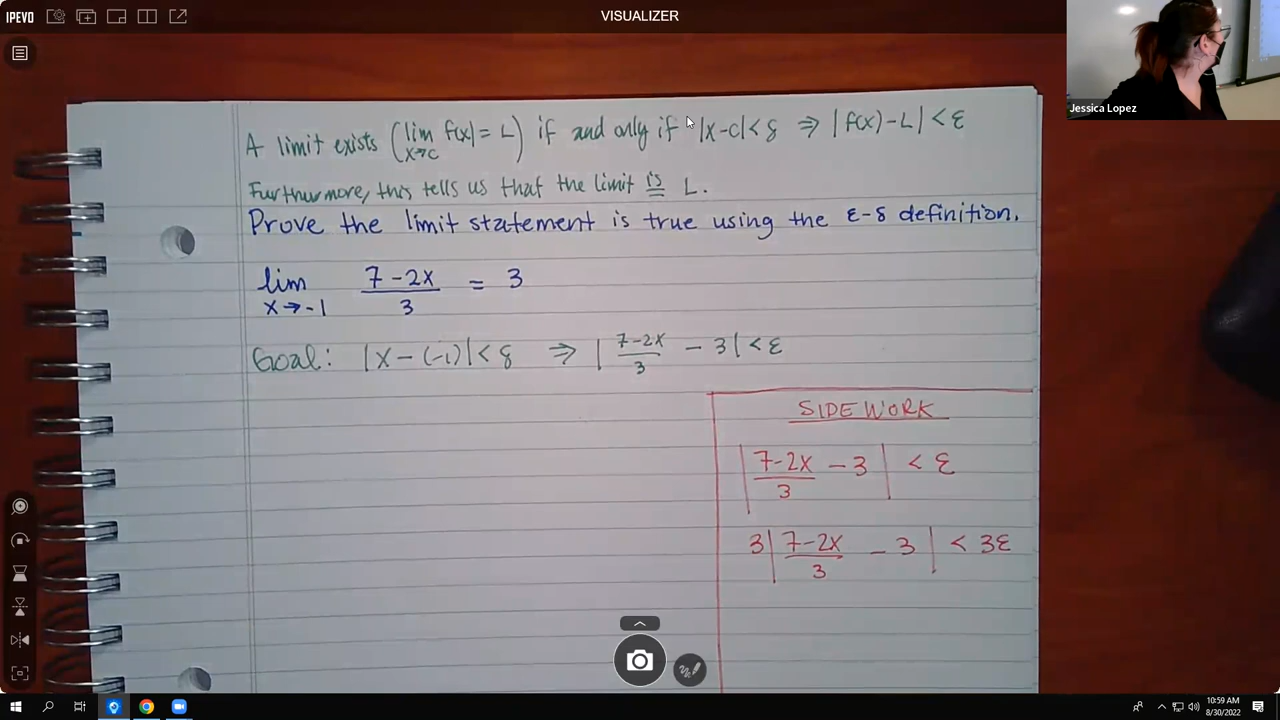 IPEVO
VISUALIZER
Jessica Lopez
A limit exists (lim x→c f(x) = L) if and only if |x-c|<δ ⇒ |f(x)-L|<ε
Furthermore, this tells us that the limit is L.
Prove the limit statement is true using the ε-δ definition.
lim x→-1 7-2x/3 = 3
Goal: |x-(-1)|<δ ⇒ |7-2x/3 - 3|<ε
SIDE WORK
|7-2x/3 - 3| < ε
3|7-2x/3 - 3| < 3ε
10:59 AM
8/30/2022